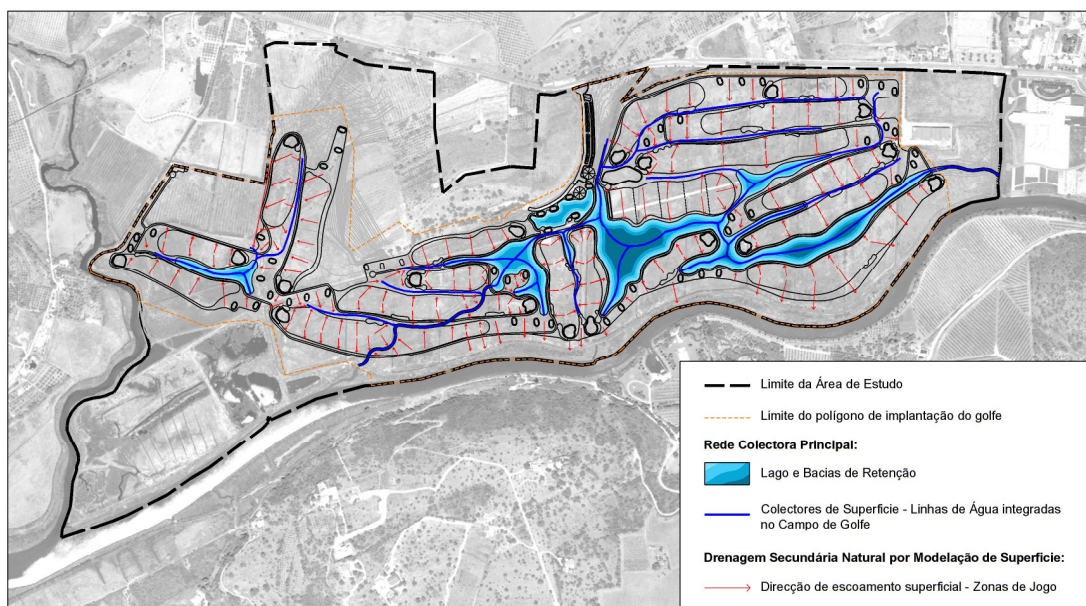 Limite da Área de Estudo
Limite do polígono de implantação do golfe
Rede Colectora Principal:
Lago e Bacias de Retenção
Colectores de Superfície - Linhas de Água integradas
no Campo de Golfe
Drenagem Secundária Natural por Modelação de Superfície:
Direcção de escoamento superficial - Zonas de Jogo